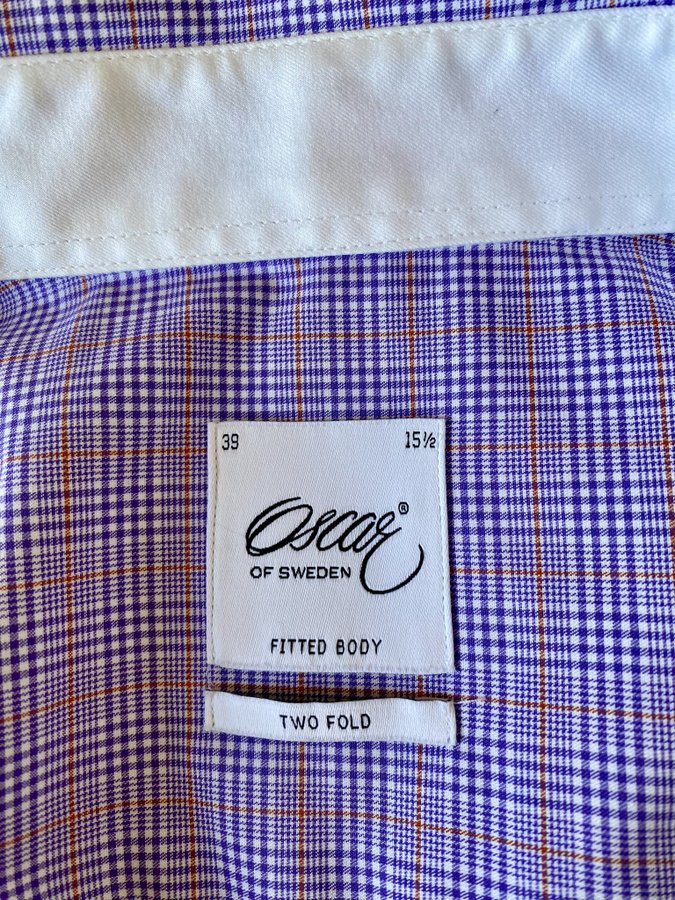 39 15½
Oscar®
OF SWEDEN
FITTED BODY
TWO FOLD